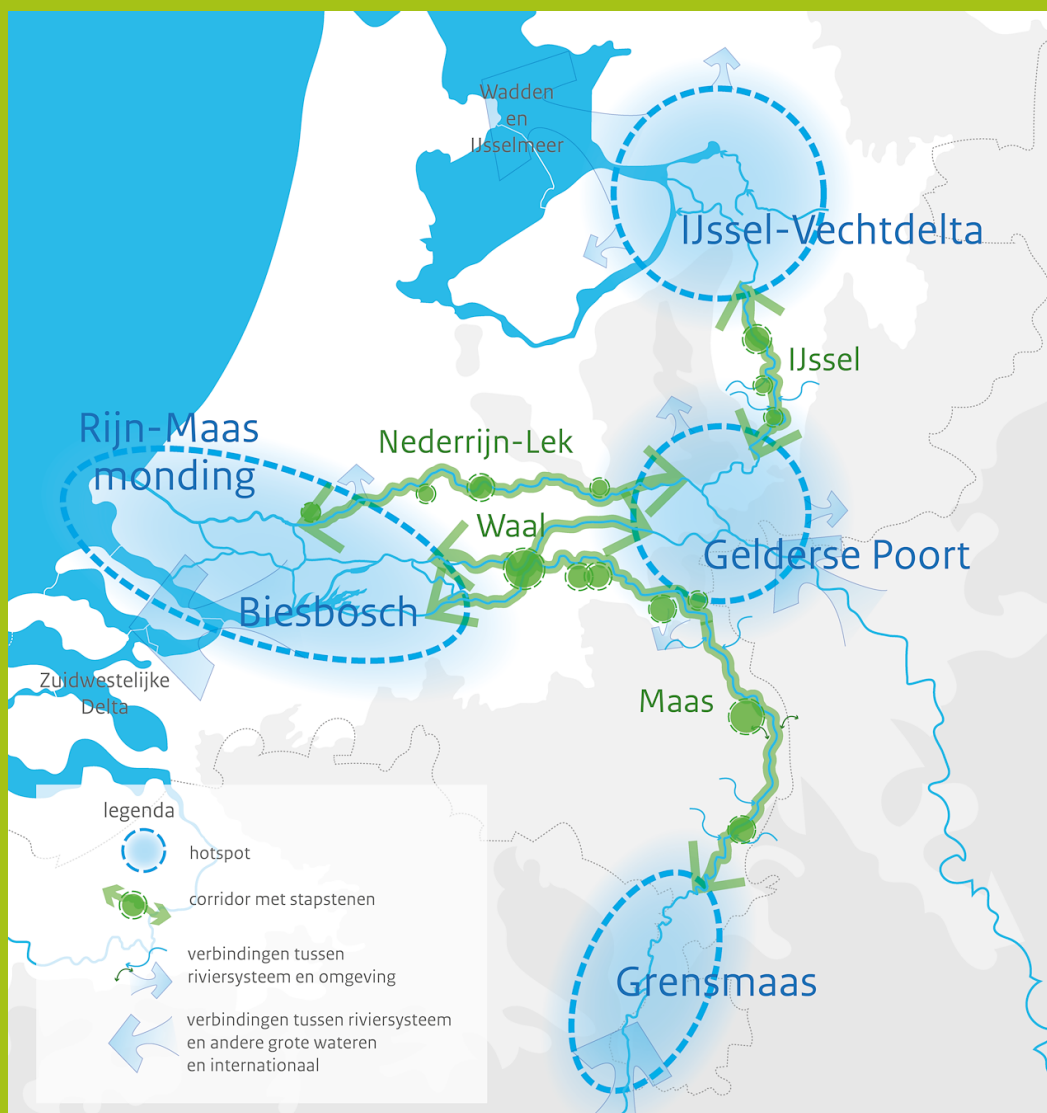 Wadden
en
IJsselmeer
IJssel-Vechtdelta
IJssel
Rijn-Maas
monding
Nederrijn-Lek
Waal
Gelderse Poort
Biesbosch
Zuidwestelijke
Delta
Maas
Grensmaas
legenda
hotspot
corridor met stapstenen
verbindingen tussen
riviersysteem en omgeving
verbindingen tussen riviersysteem
en andere grote wateren
en internationaal